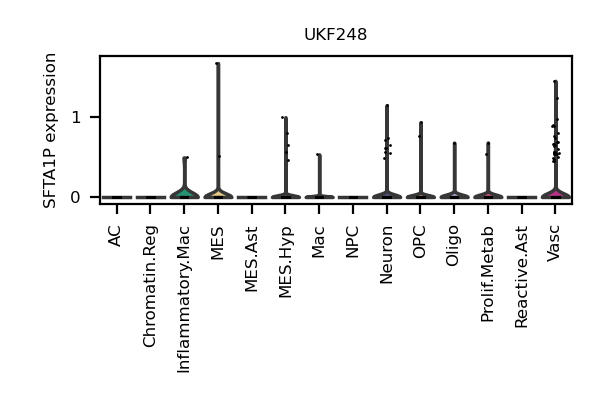 UKF248
SFTA1P expression
1
0
AC
Chromatin.Reg
Inflammatory.Mac
MES
MES.Ast
MES.Hyp
Mac
NPC
Neuron
OPC
Oligo
Prolif.Metab
Reactive.Ast
Vasc